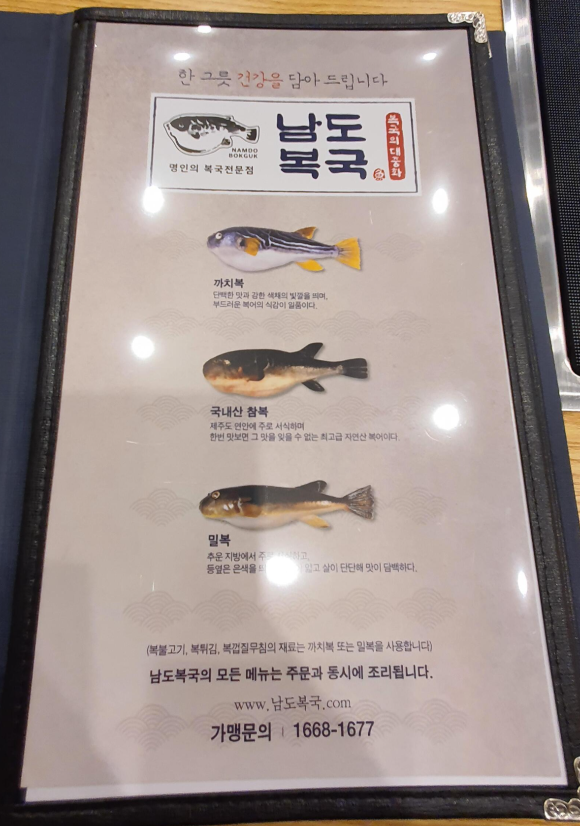 한 그릇 건강을 담아 드립니다
NAMDO
BOKGUK
명인의 복국전문점
남도
복국
복국의 대중화
까치복
단백한 맛과 강한 색채의 빛깔을 띄며,
부드러운 복어의 식감이 일품이다.
국내산 참복
제주도 연안에 주로 서식하며
한번 맛보면 그 맛을 잊을 수 없는 최고급 자연산 복어이다.
밀복
추운 지방에서
등옆은 은색을 살이 단단해 맛이 담백하다.
(복불고기, 복튀김, 복껍질무침의 재료는 까치복 또는 밀복을 사용합니다)
남도복국의 모든 메뉴는 주문과 동시에 조리됩니다.
www.남도복국.com
가맹문의 | 1668-1677